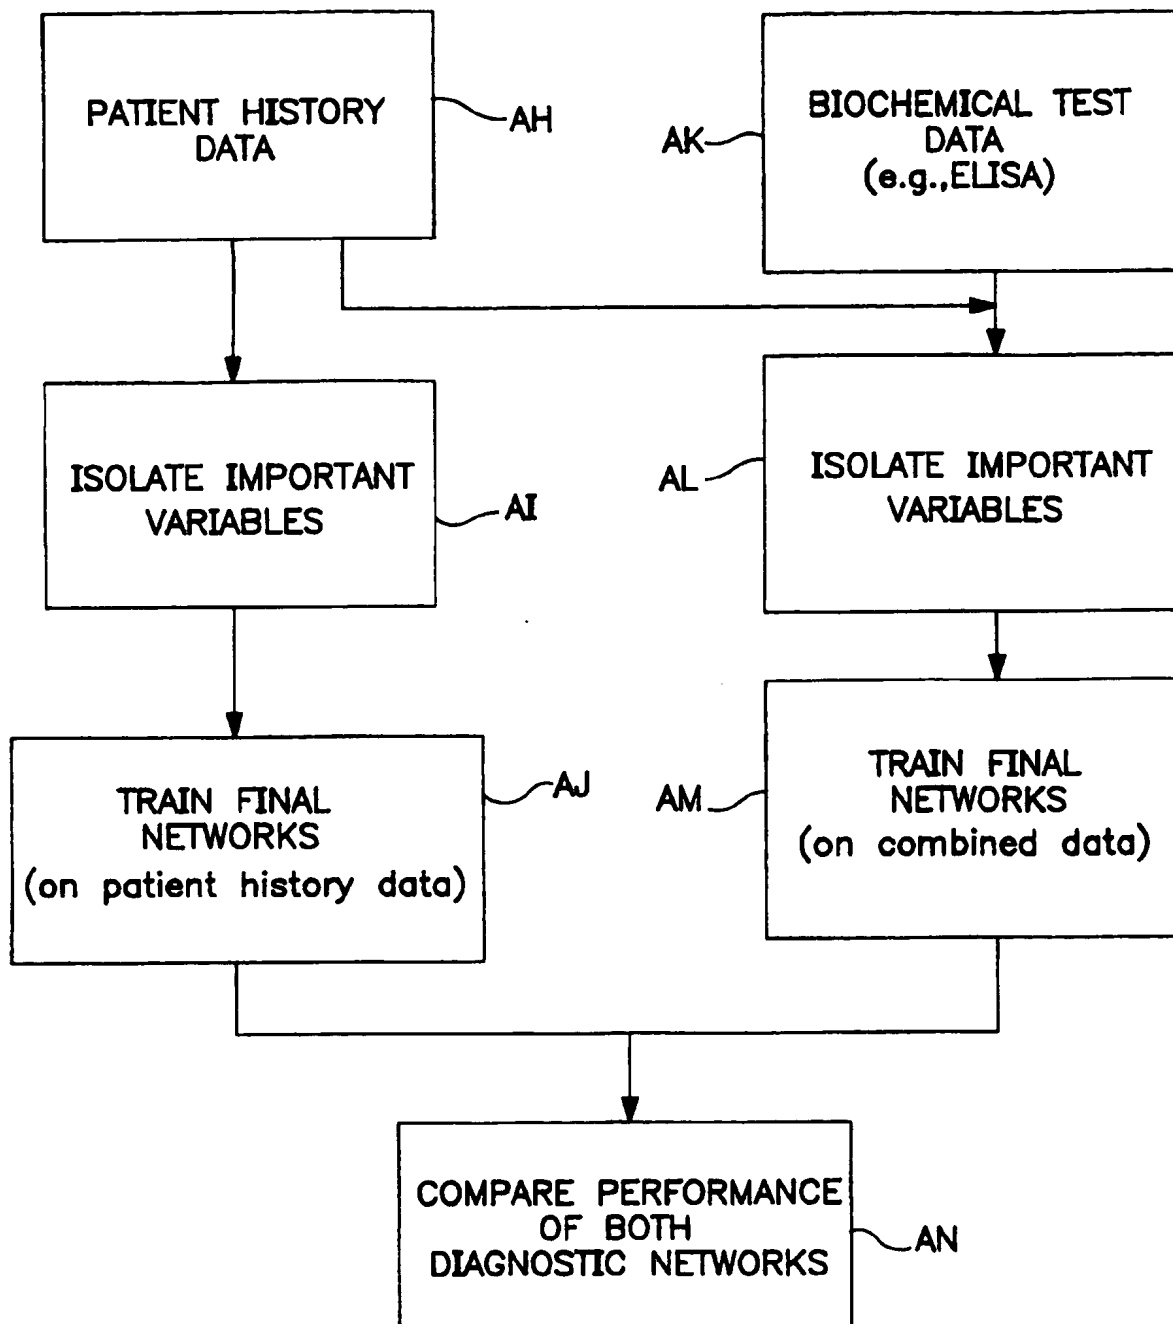 PATIENT HISTORY
DATA
AH
BIOCHEMICAL TEST
DATA
(e.g.,ELISA)
AK
ISOLATE IMPORTANT
VARIABLES
AI
ISOLATE IMPORTANT
VARIABLES
AL
TRAIN FINAL
NETWORKS
(on patient history data)
AJ
TRAIN FINAL
NETWORKS
(on combined data)
AM
COMPARE PERFORMANCE
OF BOTH
DIAGNOSTIC NETWORKS
AN